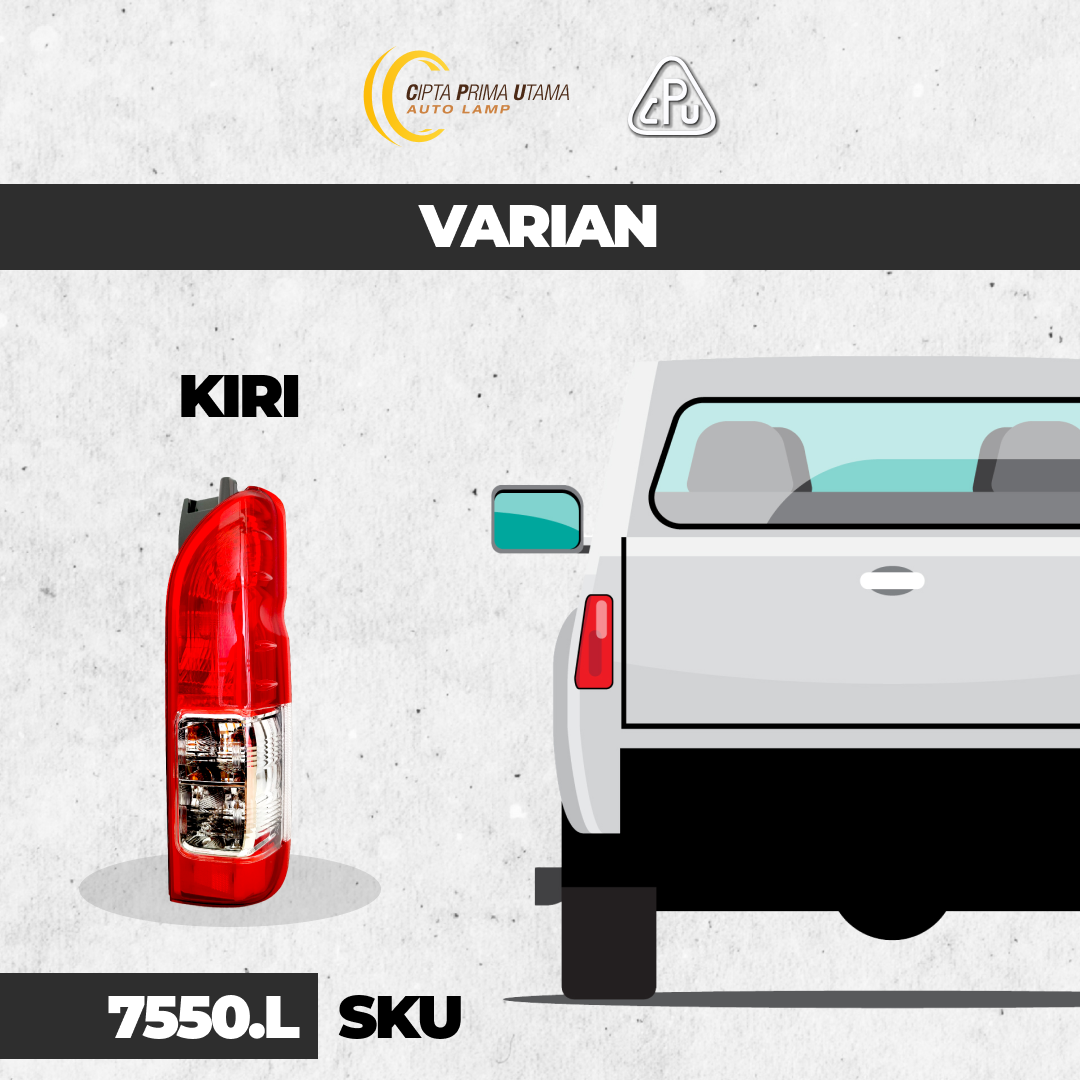 CIPTA PRIMA UTAMA
AUTO LAMP
CPU
VARIAN
KIRI
7550.L SKU